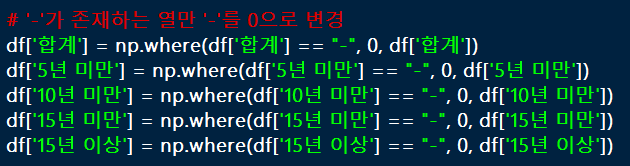 # '-'가 존재하는 열만 '-'를 0으로 변경
df['합계'] = np.where(df['합계'] == "-", 0, df['합계'])
df['5년 미만'] = np.where(df['5년 미만'] == "-", 0, df['5년 미만'])
df['10년 미만'] = np.where(df['10년 미만'] == "-", 0, df['10년 미만'])
df['15년 미만'] = np.where(df['15년 미만'] == "-", 0, df['15년 미만'])
df['15년 이상'] = np.where(df['15년 이상'] == "-", 0, df['15년 이상'])